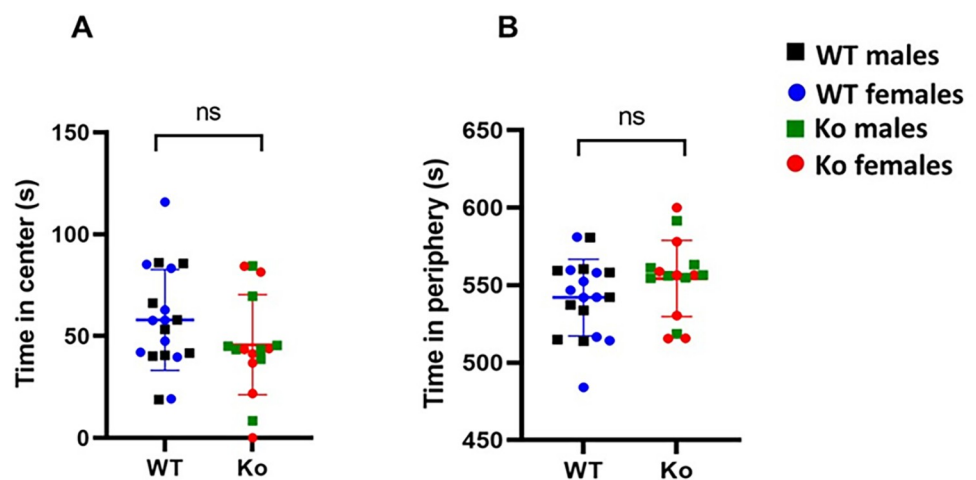 A
B
WT males
WT females
Ko males
Ko females
ns
ns
Time in center (s)
150
100
50
0
WT
Ko
Time in periphery (s)
650
600
550
500
450
WT
Ko